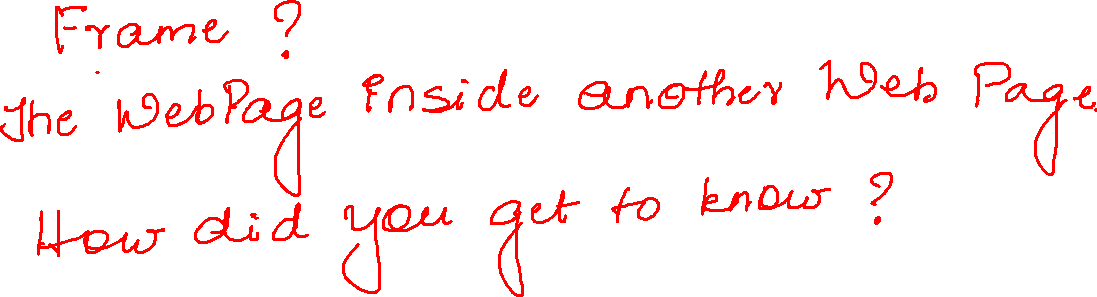 Frame ?
The WebPage inside another Web Page.
How did you get to know ?